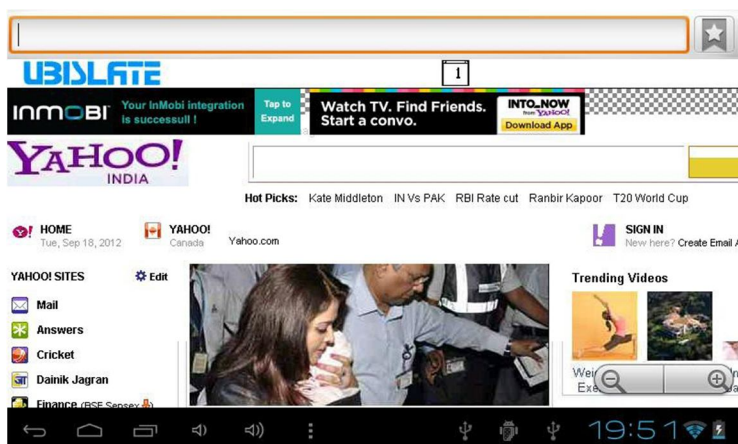 UBISLATE
1
INMOBI Your InMobi integration is successull !
Tap to Expand
Watch TV. Find Friends.
Start a convo.
INTO_NOW
from YAHOO!
Download App
YAHOO!
INDIA
Hot Picks: Kate Middleton IN Vs PAK RBI Rate cut Ranbir Kapoor T20 World Cup
HOME
Tue, Sep 18, 2012
YAHOO!
Canada
Yahoo.com
SIGN IN
New here? Create Email
YAHOO! SITES
Edit
Trending Videos
Mail
Answers
Cricket
Dainik Jagran
Finance (BSE Sensex
19:51